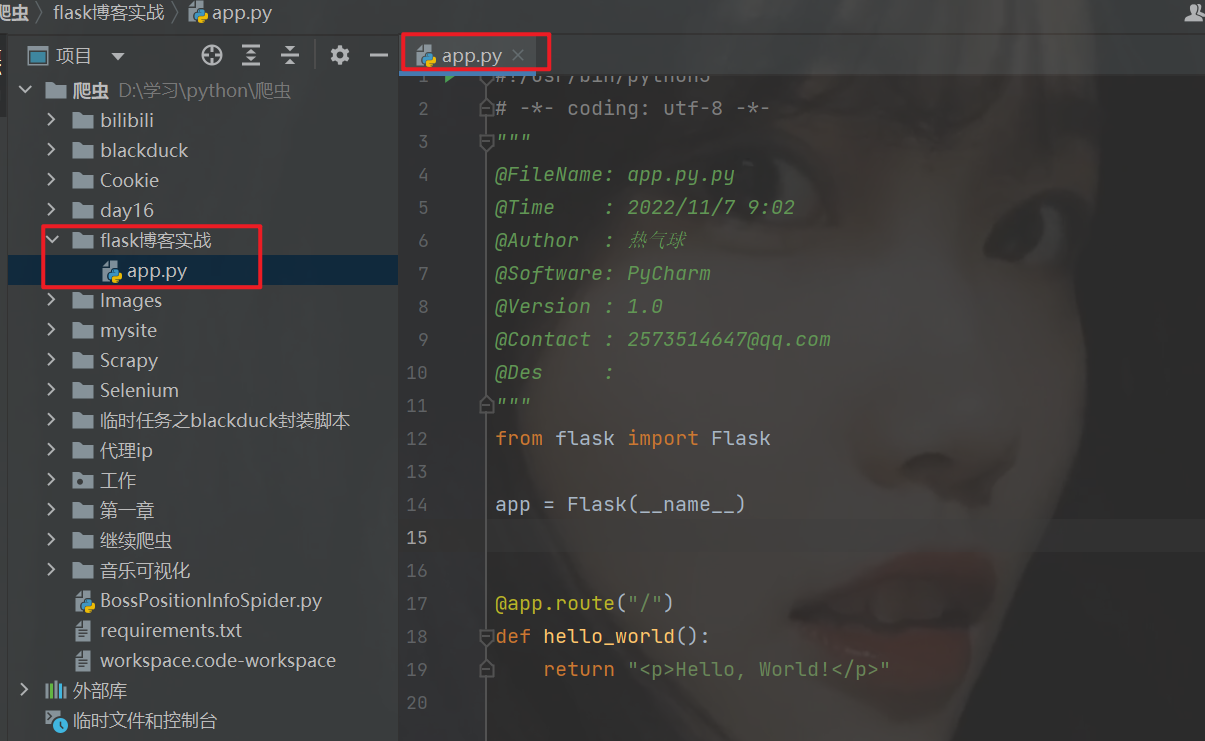 爬虫 〉 flask博客实战 〉 app.py
项目
爬虫 D:\学习\python\爬虫
bilibili
blackduck
Cookie
day16
flask博客实战
app.py
Images
mysite
Scrapy
Selenium
临时任务之blackduck封装脚本
代理ip
工作
第一章
继续爬虫
音乐可视化
BossPositionInfoSpider.py
requirements.txt
workspace.code-workspace
外部库
临时文件和控制台
app.py
1 #!/usr/bin/python3
2 # -*- coding: utf-8 -*-
3 """
4 @FileName: app.py.py
5 @Time    : 2022/11/7 9:02
6 @Author  : 热气球
7 @Software: PyCharm
8 @Version : 1.0
9 @Contact : 2573514647@qq.com
10 @Des     :
11 """
12 from flask import Flask
13
14 app = Flask(__name__)
15
16
17 @app.route("/")
18 def hello_world():
19     return "<p>Hello, World!</p>"
20